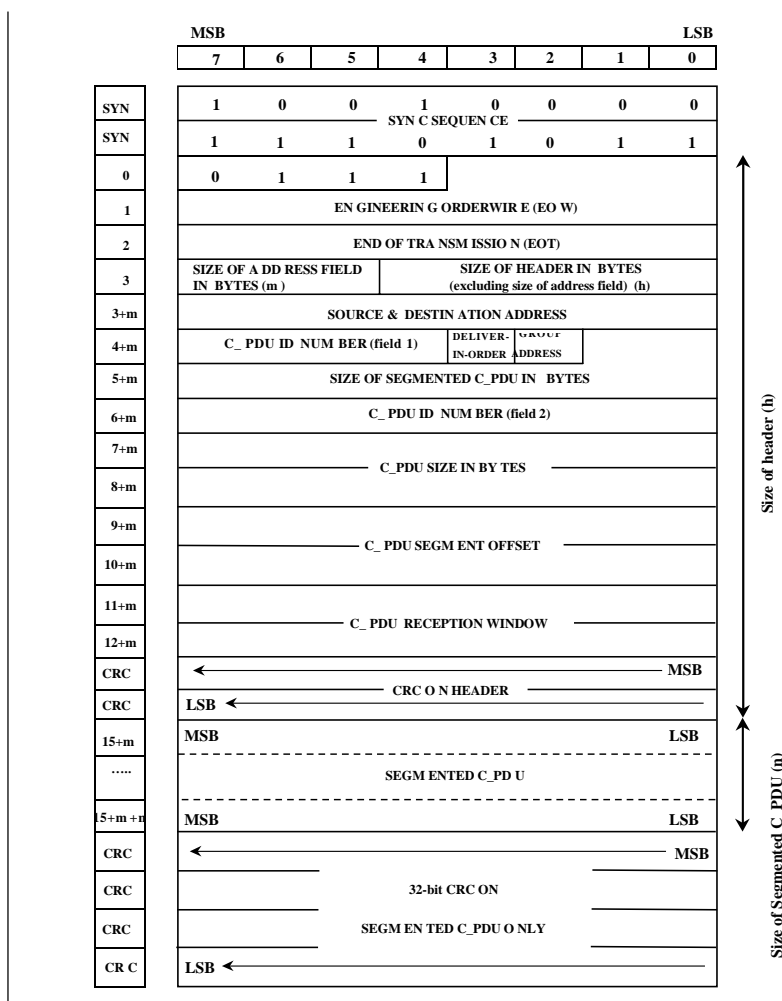 MSB LSB
7 6 5 4 3 2 1 0
SYN 1 0 0 1 0 0 0 0
SYN C SEQUEN CE
SYN 1 1 1 0 1 0 1 1
0 0 1 1 1
1 EN GINEERIN G ORDERWIR E (EO W)
2 END OF TRA NSM ISSIO N (EOT)
SIZE OF A DD RESS FIELD SIZE OF HEADER IN BYTES
3 IN BYTES (m ) (excluding size of address field) (h)
3+m SOURCE & DESTIN ATION ADDRESS
4+m C_ PDU ID NUM BER (field 1) DELIVER- GROUP
IN-ORDER ADDRESS
5+m SIZE OF SEGMENTED C_PDU IN BYTES
6+m C_ PDU ID NUM BER (field 2)
7+m
C_PDU SIZE IN BY TES
8+m
9+m
C_ PDU SEGM ENT OFFSET
10+m
11+m
C_ PDU RECEPTION WINDOW
12+m
CRC MSB
CRC O N HEADER
CRC LSB
Size of header (h)
15+m MSB LSB
….. SEGM ENTED C_PD U
15+m +n MSB LSB
Size of Segmented C_PDU (n)
CRC MSB
CRC 32-bit CRC ON
CRC SEGM EN TED C_PDU O NLY
CR C LSB